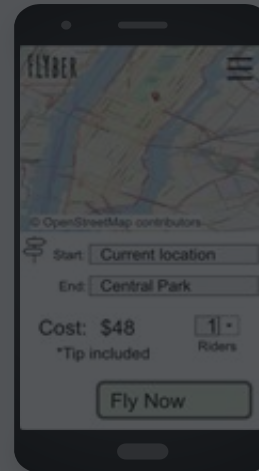 FLYBER
© OpenStreetMap contributors
Start: Current location
End: Central Park
Cost: $48 1
*Tip included Riders
Fly Now